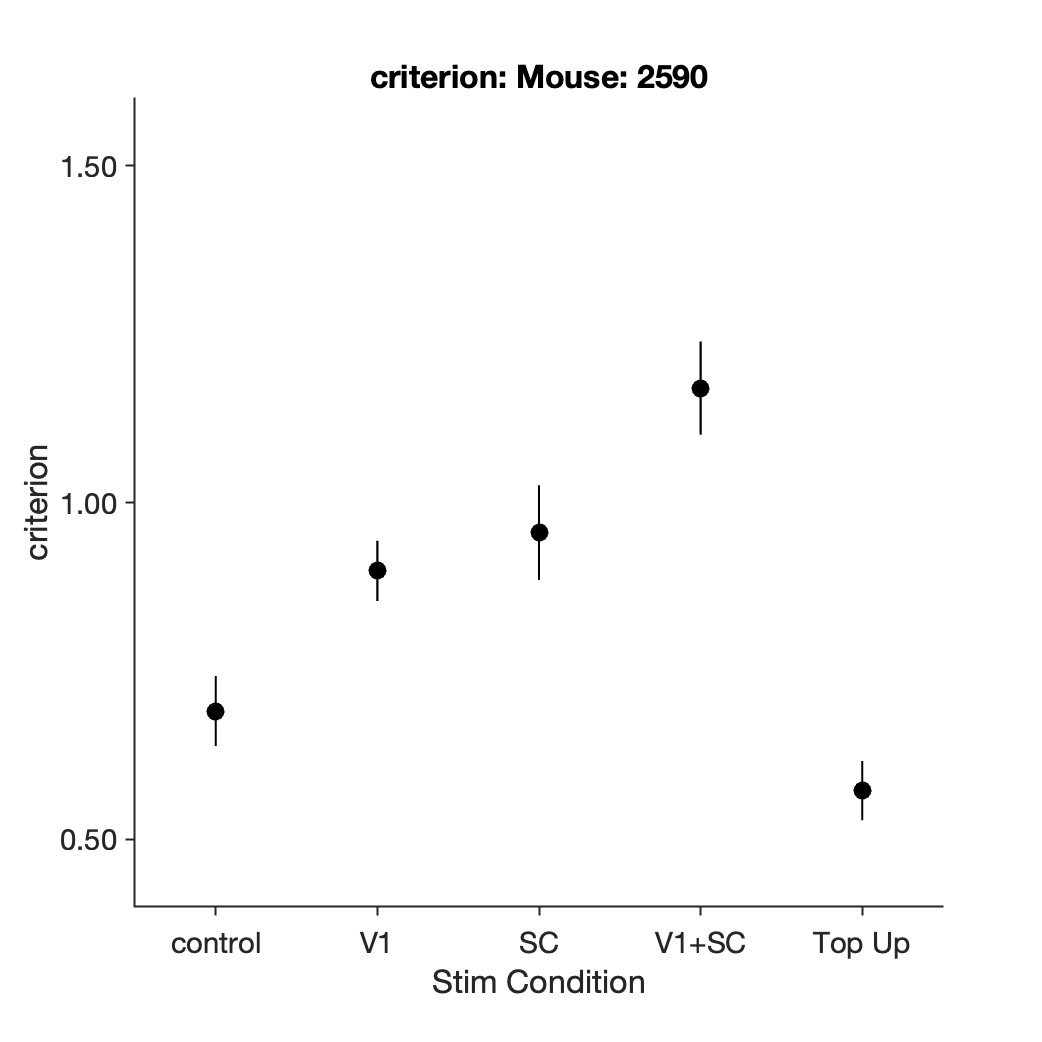 criterion: Mouse: 2590
1.50
1.00
0.50
criterion
control
V1
SC
V1+SC
Top Up
Stim Condition